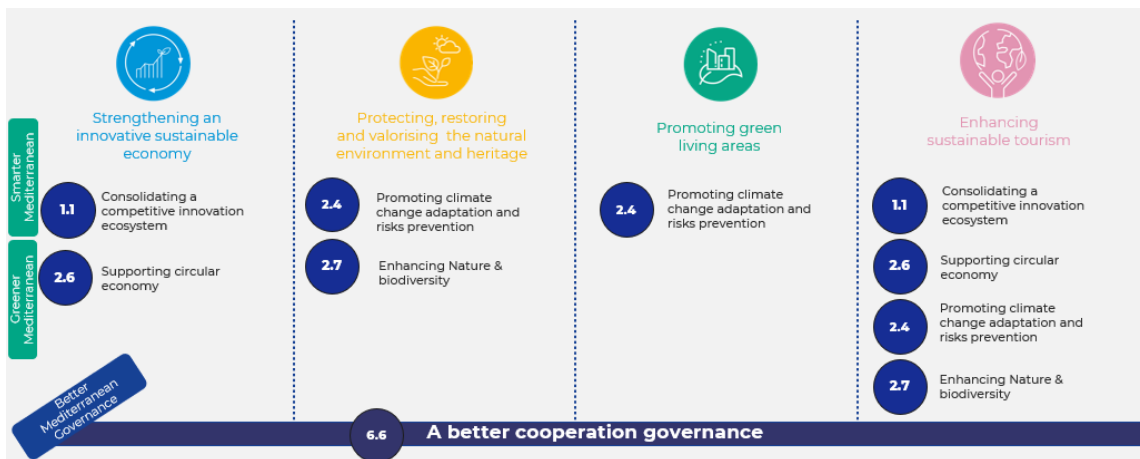 Strengthening an
innovative sustainable
economy
Protecting, restoring
and valorising the natural
environment and heritage
Promoting green
living areas
Enhancing
sustainable tourism
Smarter
Mediterranean
1.1
Consolidating a
competitive innovation
ecosystem
2.4
Promoting climate
change adaptation and
risks prevention
2.4
Promoting climate
change adaptation and
risks prevention
1.1
Consolidating a
competitive innovation
ecosystem
Greener
Mediterranean
2.6
Supporting circular
economy
2.7
Enhancing Nature &
biodiversity
2.6
Supporting circular
economy
2.4
Promoting climate
change adaptation and
risks prevention
2.7
Enhancing Nature &
biodiversity
Better
Mediterranean
Governance
6.6
A better cooperation governance